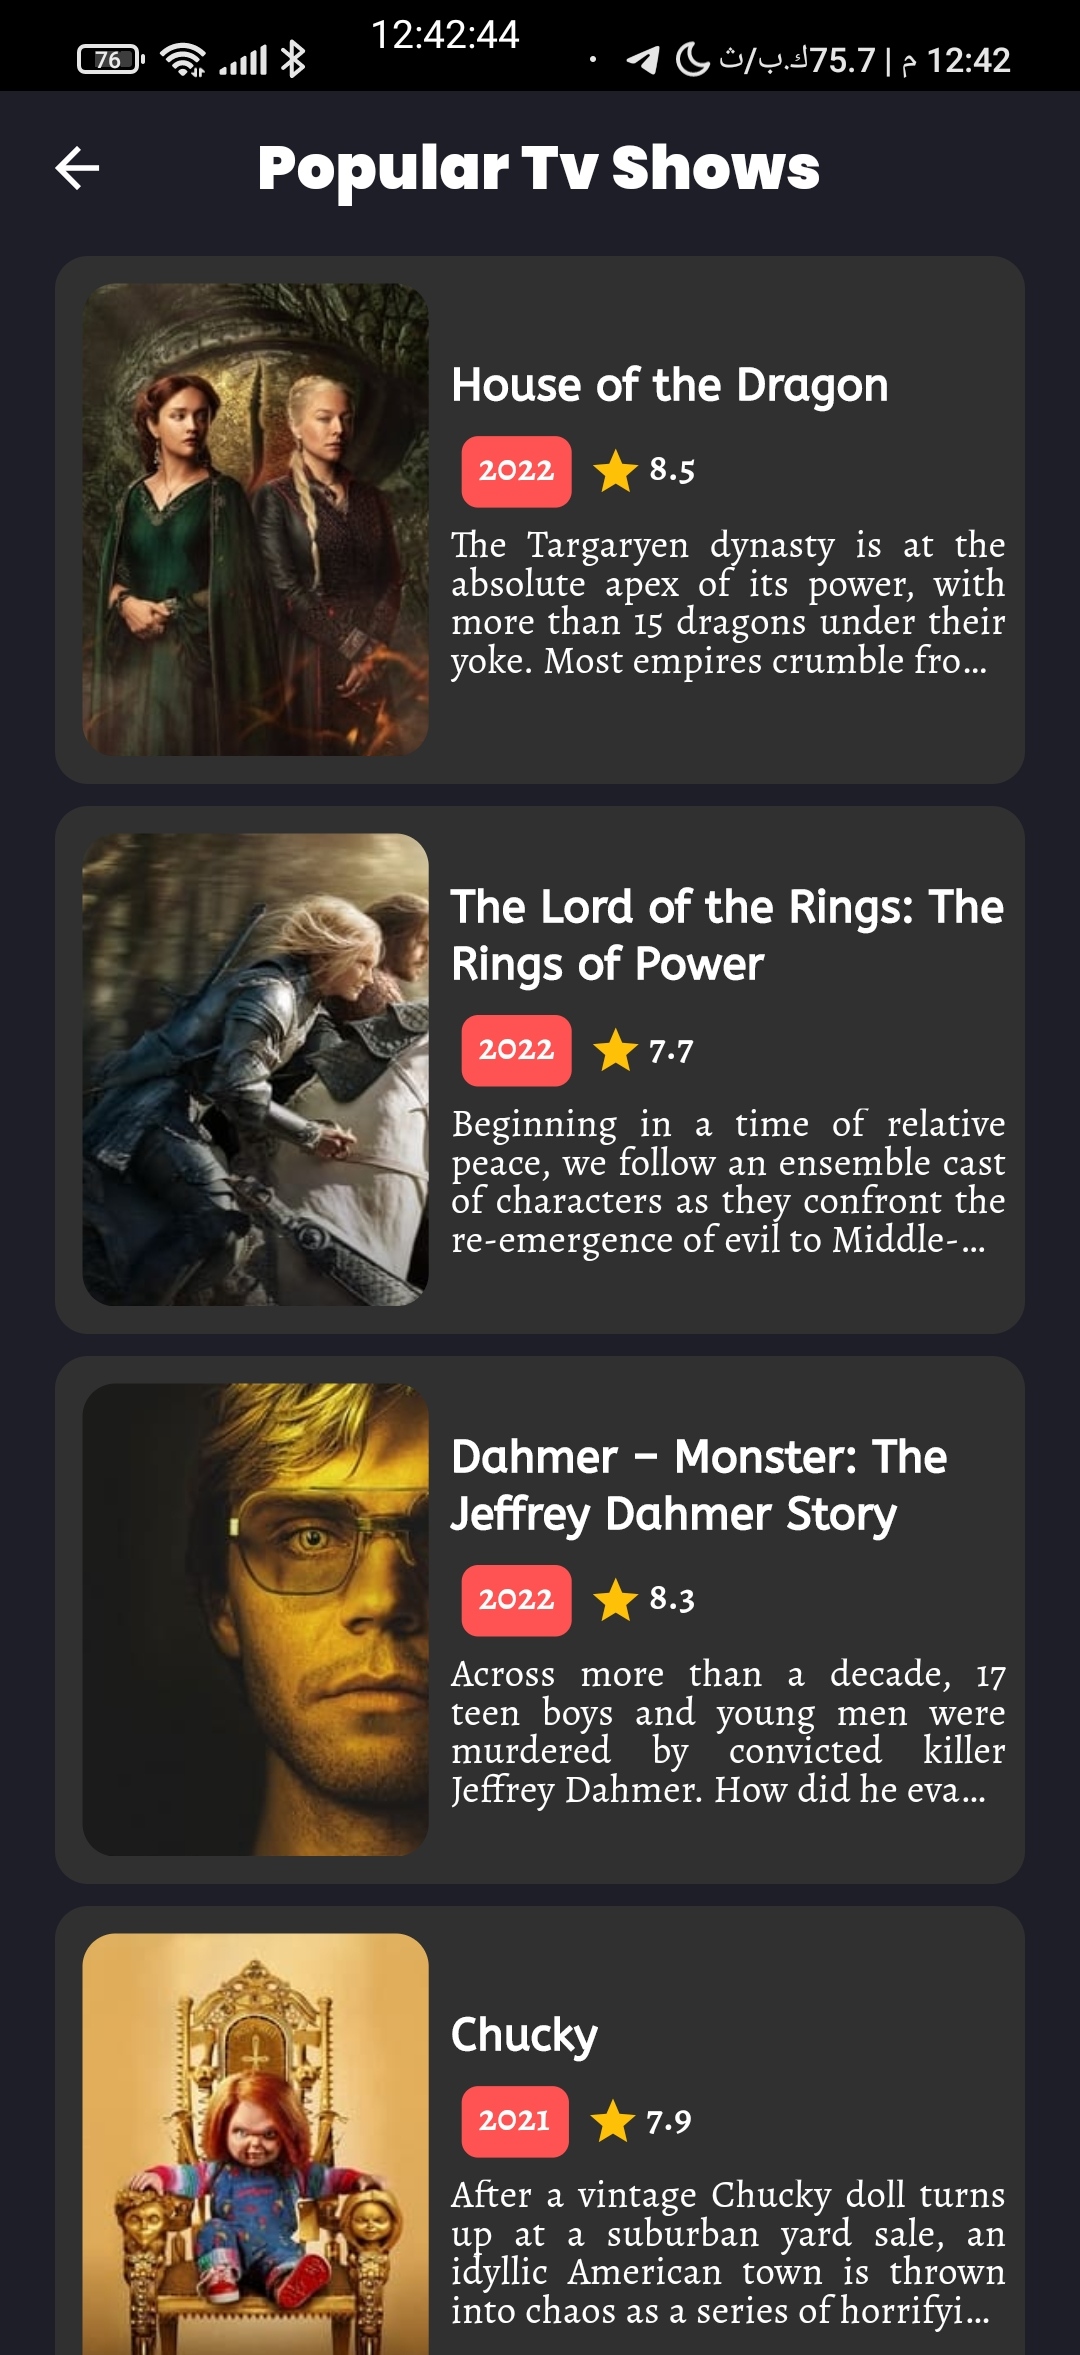 12:42:44
76
12:42 م | 75.7ك.ب/ث
Popular Tv Shows
House of the Dragon
2022 8.5
The Targaryen dynasty is at the
absolute apex of its power, with
more than 15 dragons under their
yoke. Most empires crumble fro...
The Lord of the Rings: The
Rings of Power
2022 7.7
Beginning in a time of relative
peace, we follow an ensemble cast
of characters as they confront the
re-emergence of evil to Middle-...
Dahmer – Monster: The
Jeffrey Dahmer Story
2022 8.3
Across more than a decade, 17
teen boys and young men were
murdered by convicted killer
Jeffrey Dahmer. How did he eva...
Chucky
2021 7.9
After a vintage Chucky doll turns
up at a suburban yard sale, an
idyllic American town is thrown
into chaos as a series of horrifyi...